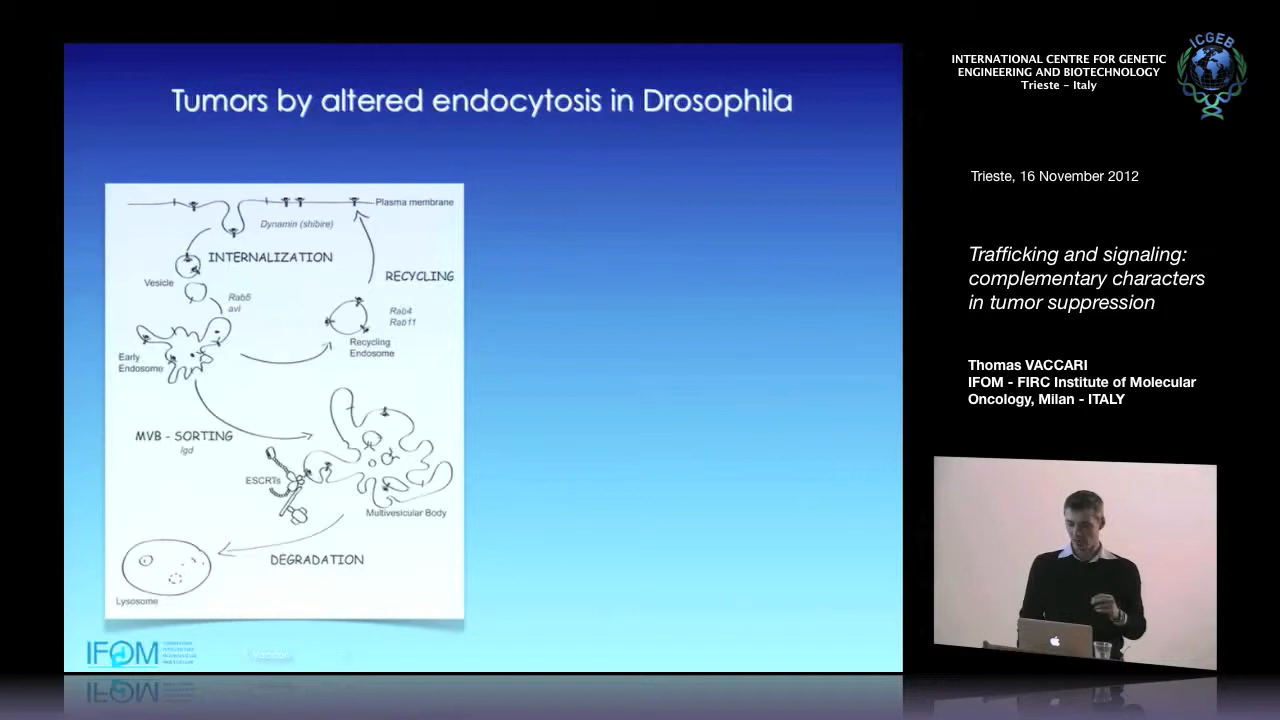 Tumors by altered endocytosis in Drosophila
Plasma membrane
Dynamin (shibire)
INTERNALIZATION
RECYCLING
Vesicle
Rab5
avl
Rab4
Rab11
Recycling
Endosome
Early
Endosome
MVB - SORTING
lgd
ESCRTs
Multivesicular Body
DEGRADATION
Lysosome
IFOM
Vaccari
ICGEB
INTERNATIONAL CENTRE FOR GENETIC
ENGINEERING AND BIOTECHNOLOGY
Trieste - Italy
Trieste, 16 November 2012
Trafficking and signaling:
complementary characters
in tumor suppression
Thomas VACCARI
IFOM - FIRC Institute of Molecular
Oncology, Milan - ITALY